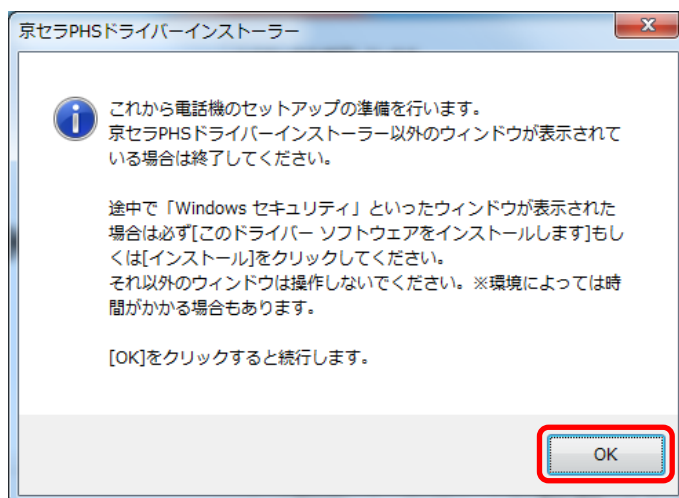 京セラPHSドライバーインストーラー
これから電話機のセットアップの準備を行います。
京セラPHSドライバーインストーラー以外のウィンドウが表示されて
いる場合は終了してください。
途中で「Windows セキュリティ」といったウィンドウが表示された
場合は必ず[このドライバー ソフトウェアをインストールします]もし
くは[インストール]をクリックしてください。
それ以外のウィンドウは操作しないでください。※環境によっては時
間がかかる場合もあります。
[OK]をクリックすると続行します。
OK